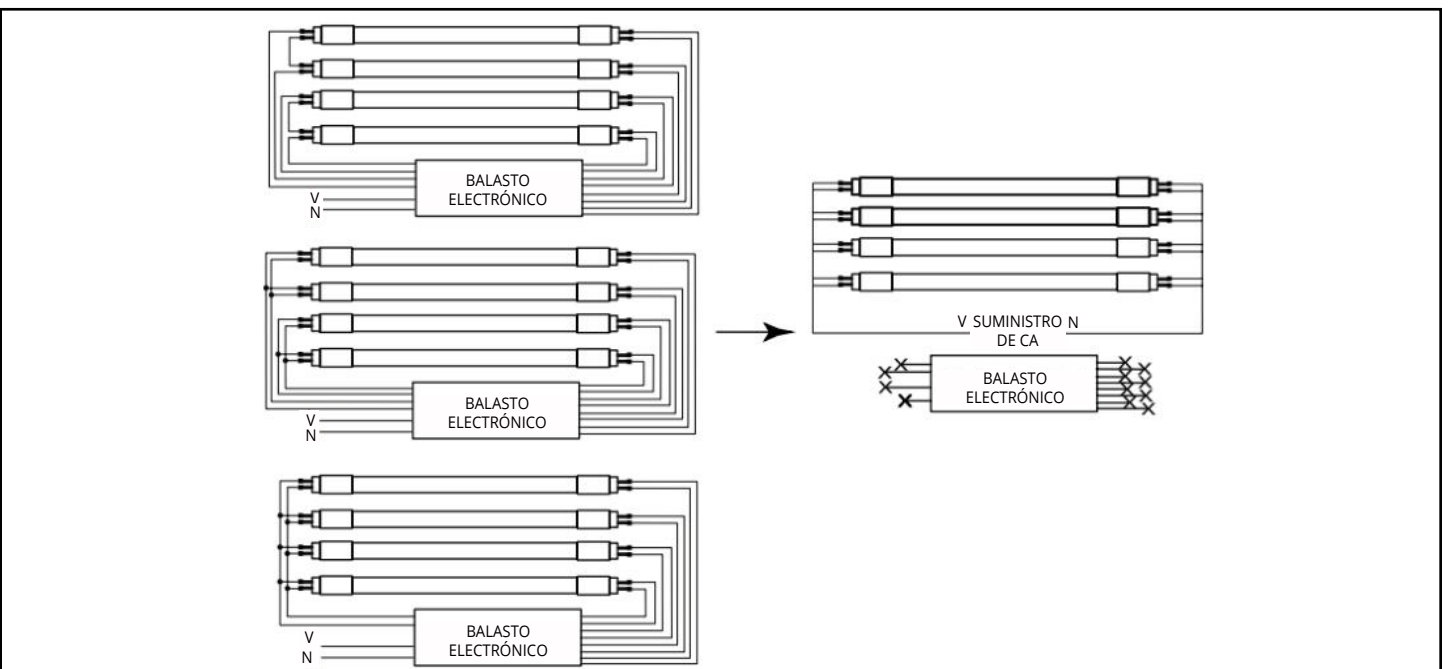 BALASTO
ELECTRÓNICO
V
N
BALASTO
ELECTRÓNICO
V
N
BALASTO
ELECTRÓNICO
V
N
V SUMINISTRO N
DE CA
BALASTO
ELECTRÓNICO